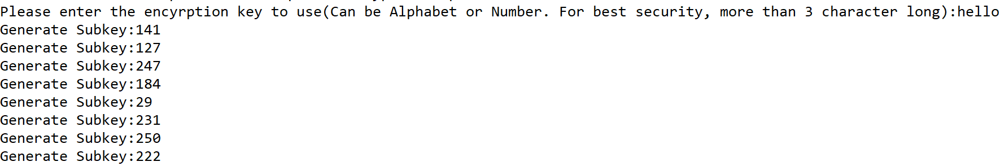 Please enter the encyrption key to use(Can be Alphabet or Number. For best security, more than 3 character long):hello
Generate Subkey:141
Generate Subkey:127
Generate Subkey:247
Generate Subkey:184
Generate Subkey:29
Generate Subkey:231
Generate Subkey:250
Generate Subkey:222